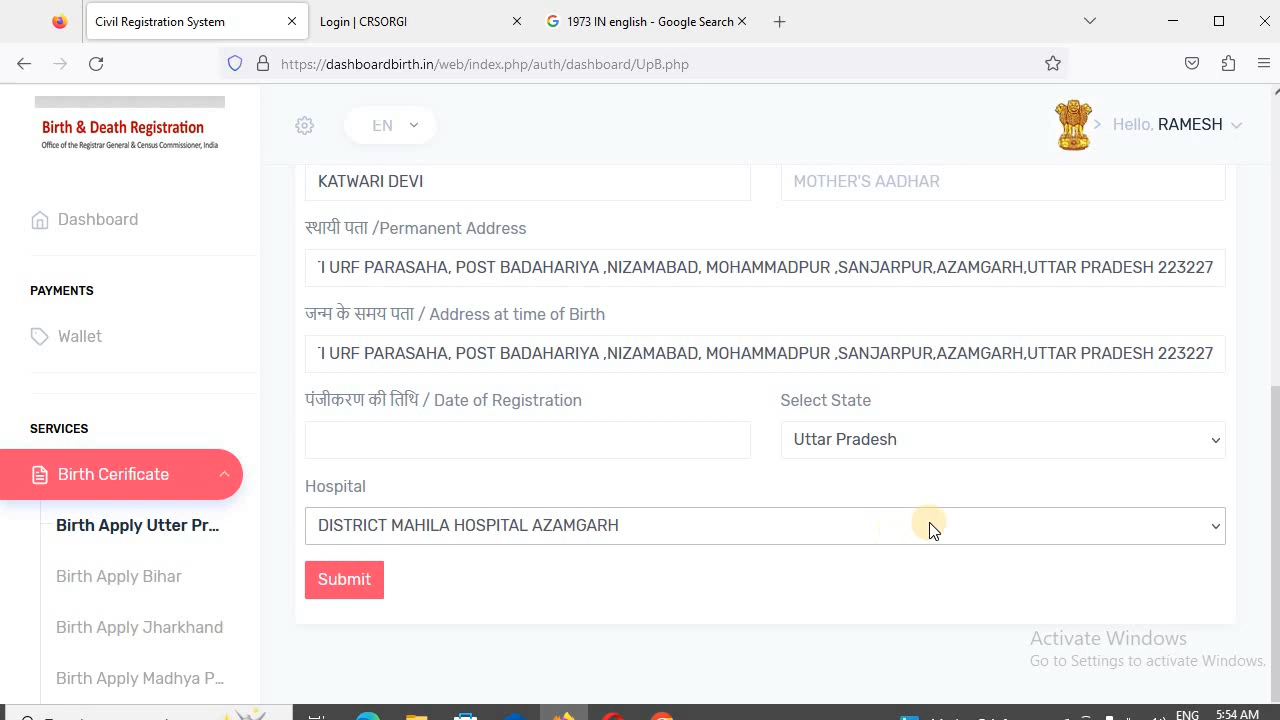 Civil Registration System
Login | CRSORGI
1973 IN english - Google Search
https://dashboardbirth.in/web/index.php/auth/dashboard/UpB.php
Birth & Death Registration
Office of the Registrar General & Census Commissioner, India
EN
Hello, RAMESH
Dashboard
PAYMENTS
Wallet
SERVICES
Birth Cerificate
Birth Apply Utter Pr...
Birth Apply Bihar
Birth Apply Jharkhand
Birth Apply Madhya P...
KATWARI DEVI
MOTHER'S AADHAR
स्थायी पता /Permanent Address
URF PARASAHA, POST BADAHARIYA ,NIZAMABAD, MOHAMMADPUR ,SANJARPUR,AZAMGARH,UTTAR PRADESH 223227
जन्म के समय पता / Address at time of Birth
URF PARASAHA, POST BADAHARIYA ,NIZAMABAD, MOHAMMADPUR ,SANJARPUR,AZAMGARH,UTTAR PRADESH 223227
पंजीकरण की तिथि / Date of Registration
Select State
Uttar Pradesh
Hospital
DISTRICT MAHILA HOSPITAL AZAMGARH
Submit
Activate Windows
Go to Settings to activate Windows.
ENG
5:54 AM